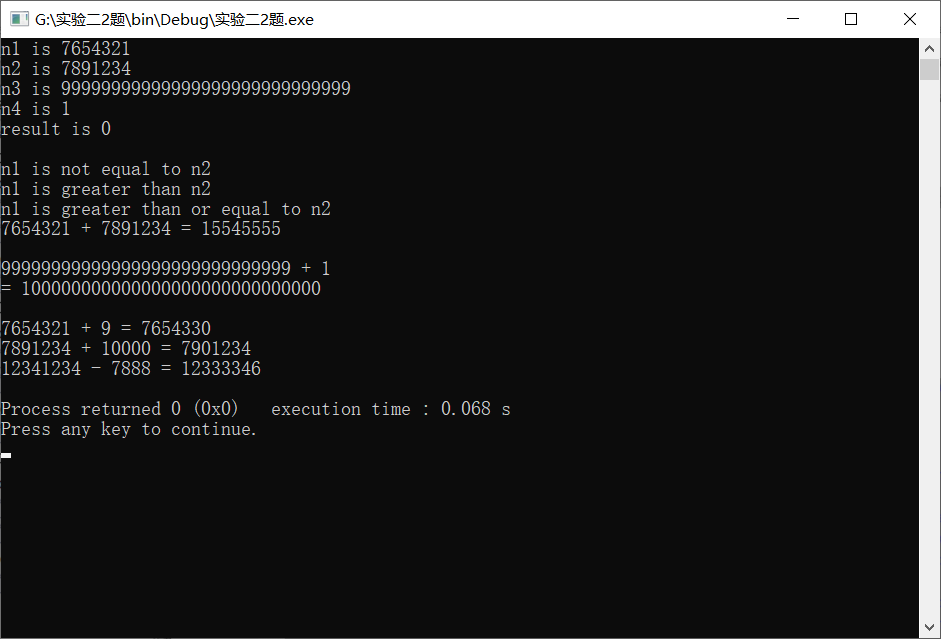 G:\实验二2题\bin\Debug\实验二2题.exe
n1 is 7654321
n2 is 7891234
n3 is 99999999999999999999999999999
n4 is 1
result is 0
n1 is not equal to n2
n1 is greater than n2
n1 is greater than or equal to n2
7654321 + 7891234 = 15545555
99999999999999999999999999999 + 1
= 100000000000000000000000000000
7654321 + 9 = 7654330
7891234 + 10000 = 7901234
12341234 - 7888 = 12333346
Process returned 0 (0x0)   execution time : 0.068 s
Press any key to continue.